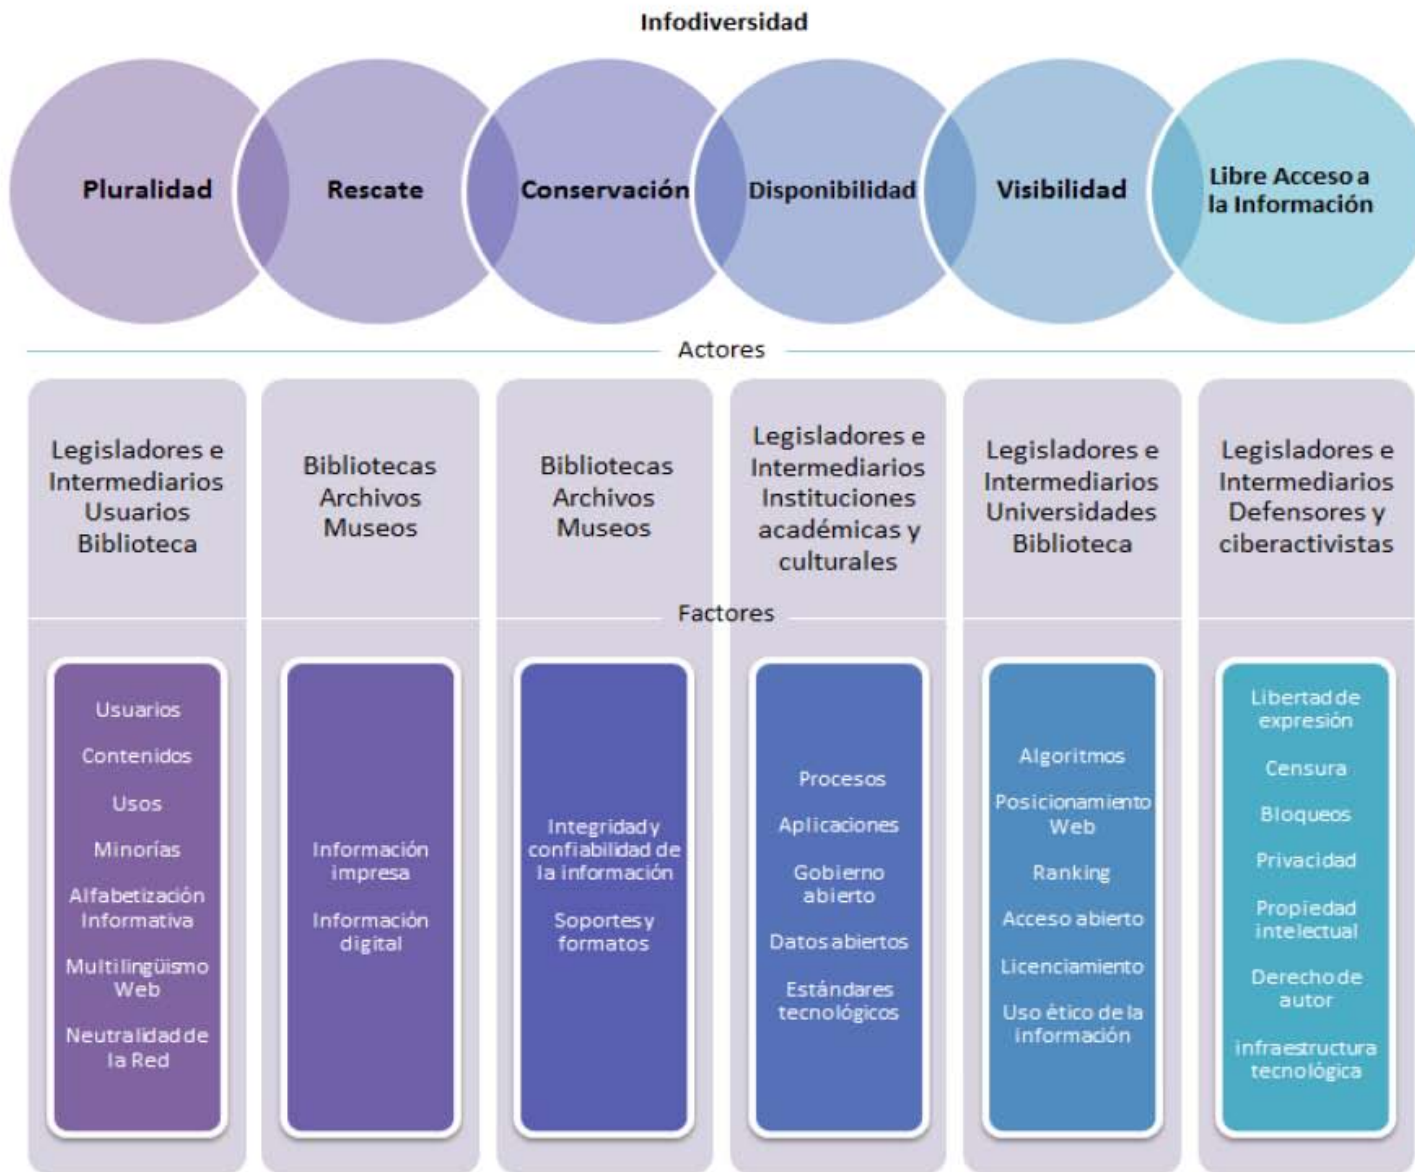 Infodiversidad
Pluralidad
Rescate
Conservación
Disponibilidad
Visibilidad
Libre Acceso a
la Información
Actores
Legisladores e
Intermediarios
Usuarios
Biblioteca
Bibliotecas
Archivos
Museos
Bibliotecas
Archivos
Museos
Legisladores e
Intermediarios
Instituciones
académicas y
culturales
Legisladores e
Intermediarios
Universidades
Biblioteca
Legisladores e
Intermediarios
Defensores y
ciberactivistas
Factores
Usuarios
Contenidos
Usos
Minorías
Alfabetización
Informativa
Multilingüismo
Web
Neutralidad de
la Red
Información
impresa
Información
digital
Integridad y
confiabilidad de
la información
Soportes y
formatos
Procesos
Aplicaciones
Gobierno
abierto
Datos abiertos
Estándares
tecnológicos
Algoritmos
Posicionamiento
Web
Ranking
Acceso abierto
Licenciamiento
Uso ético de la
información
Libertad de
expresión
Censura
Bloqueos
Privacidad
Propiedad
intelectual
Derecho de
autor
infraestructura
tecnológica